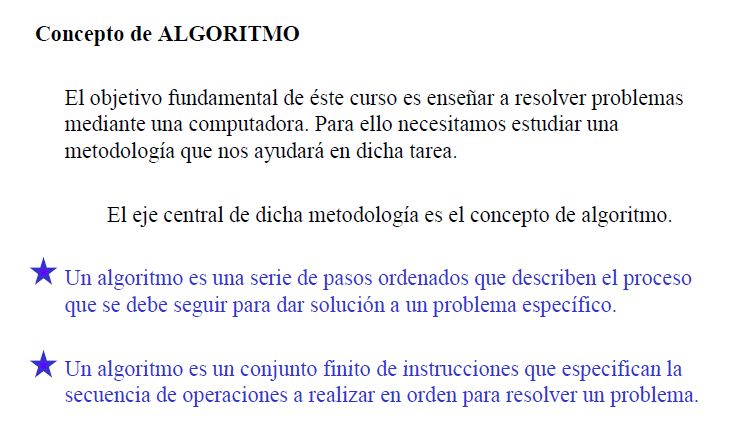 Concepto de ALGORITMO
El objetivo fundamental de éste curso es enseñar a resolver problemas
mediante una computadora. Para ello necesitamos estudiar una
metodología que nos ayudará en dicha tarea.
El eje central de dicha metodología es el concepto de algoritmo.
Un algoritmo es una serie de pasos ordenados que describen el proceso
que se debe seguir para dar solución a un problema específico.
Un algoritmo es un conjunto finito de instrucciones que especifican la
secuencia de operaciones a realizar en orden para resolver un problema.